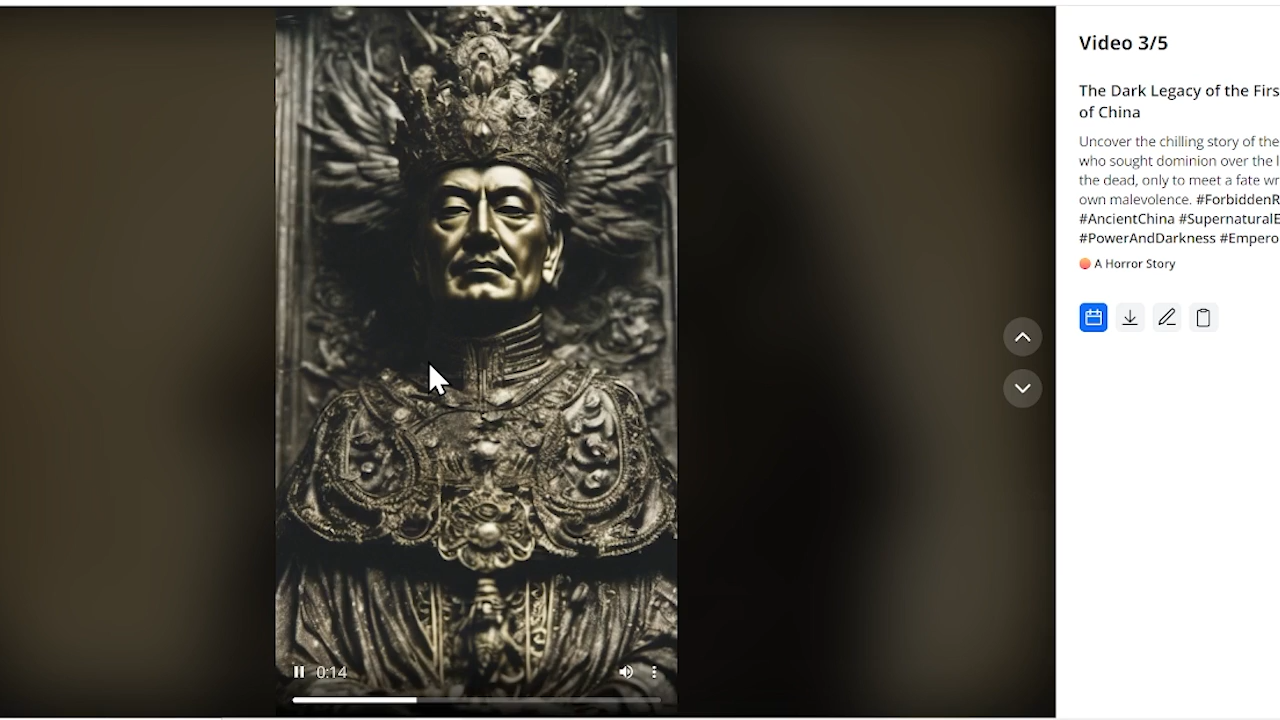 Video 3/5
The Dark Legacy of the Firs
of China
Uncover the chilling story of the
who sought dominion over the l
the dead, only to meet a fate wr
own malevolence. #ForbiddenR
#AncientChina #SupernaturalE
#PowerAndDarkness #Empero
A Horror Story
0:14